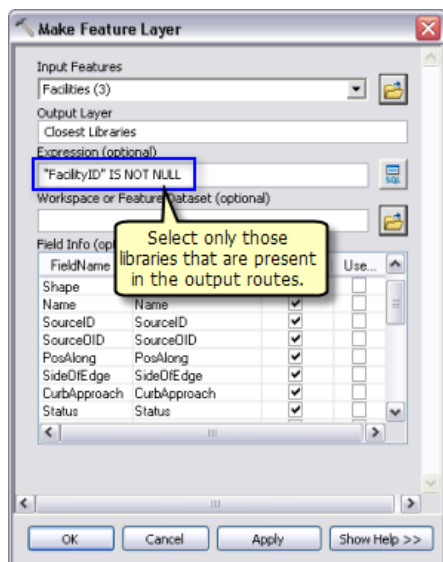 Make Feature Layer
Input Features
Facilities (3)
Output Layer
Closest Libraries
Expression (optional)
"FacilityID" IS NOT NULL
SQL
Workspace or Feature Dataset (optional)
Select only those
libraries that are present
in the output routes.
Field Info (op
FieldName Use...
Shape
Name Name
SourceID SourceID
SourceOID SourceOID
PosAlong PosAlong
SideOfEdge SideOfEdge
CurbApproach CurbApproach
Status Status
OK Cancel Apply Show Help >>